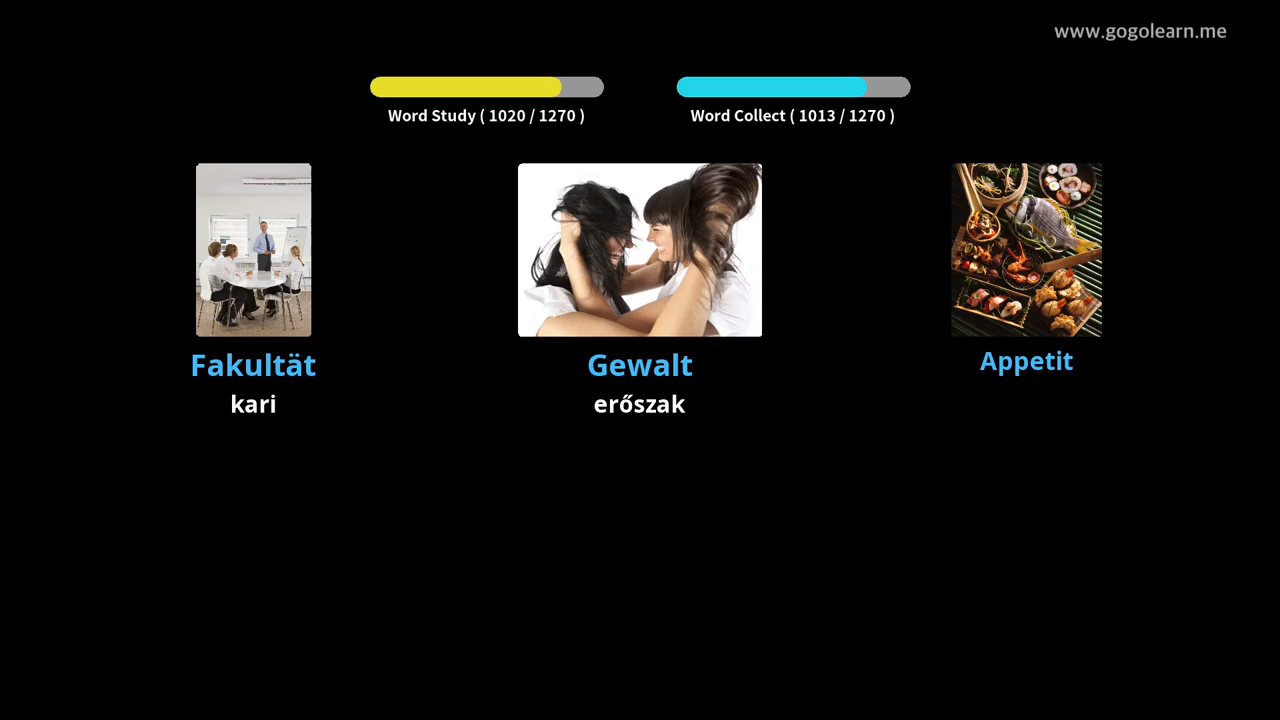 www.gogolearn.me
Word Study ( 1020 / 1270 )
Word Collect ( 1013 / 1270 )
Fakultät
kari
Gewalt
erőszak
Appetit